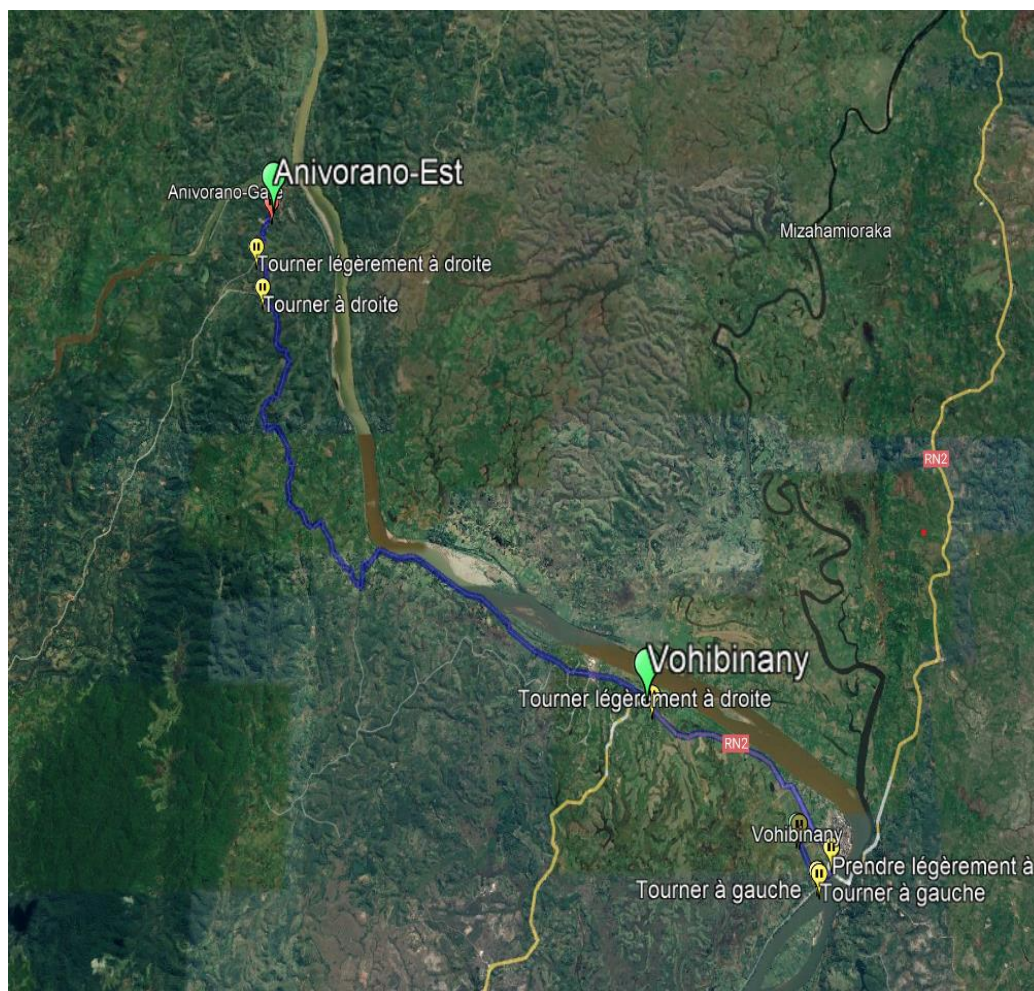 Anivorano-Est
Anivorano-Gare
Tourner légèrement à droite
Tourner à droite
Mizahamioraka
RN2
Vohibinany
Tourner légèrement à droite
RN2
Vohibinany
Prendre légèrement à
Tourner à gauche
Tourner à gauche